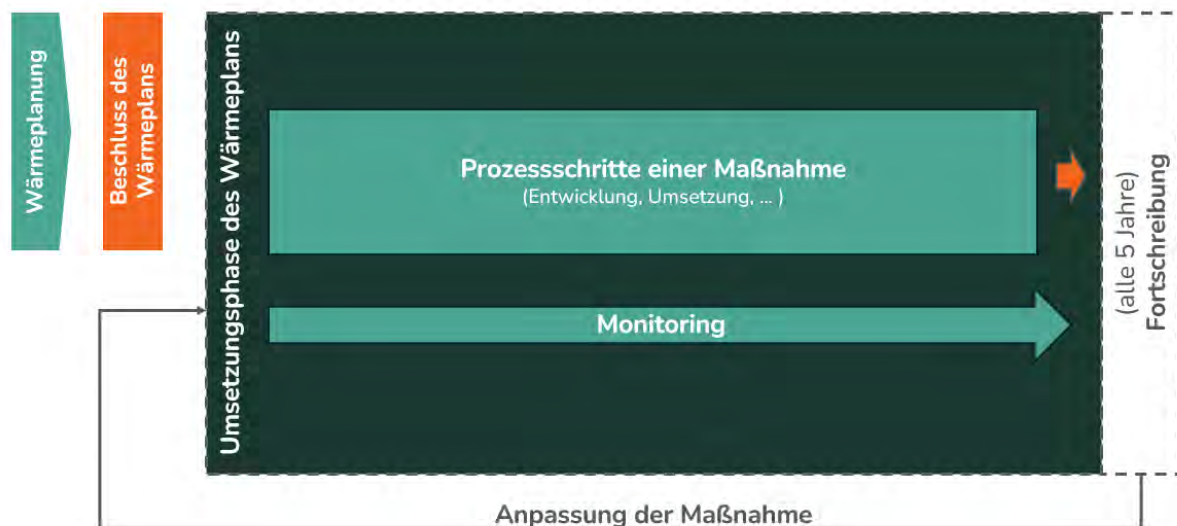 Wärmeplanung
Beschluss des
Wärmeplans
Umsetzungsphase des Wärmeplans
Prozessschritte einer Maßnahme
(Entwicklung, Umsetzung, ... )
Monitoring
(alle 5 Jahre)
Fortschreibung
Anpassung der Maßnahme